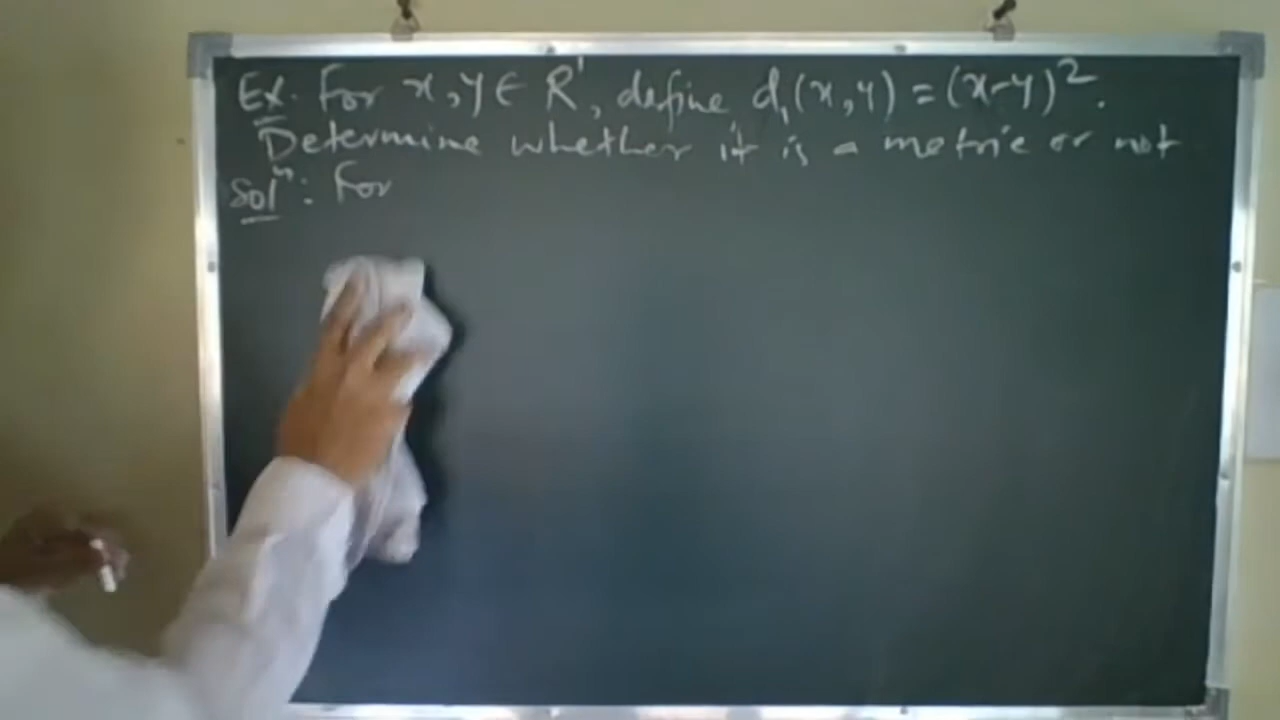 Ex. For x, y ∈ R¹, define d₁(x, y) = (x-y)².
Determine whether it is a metric or not
Solⁿ: For